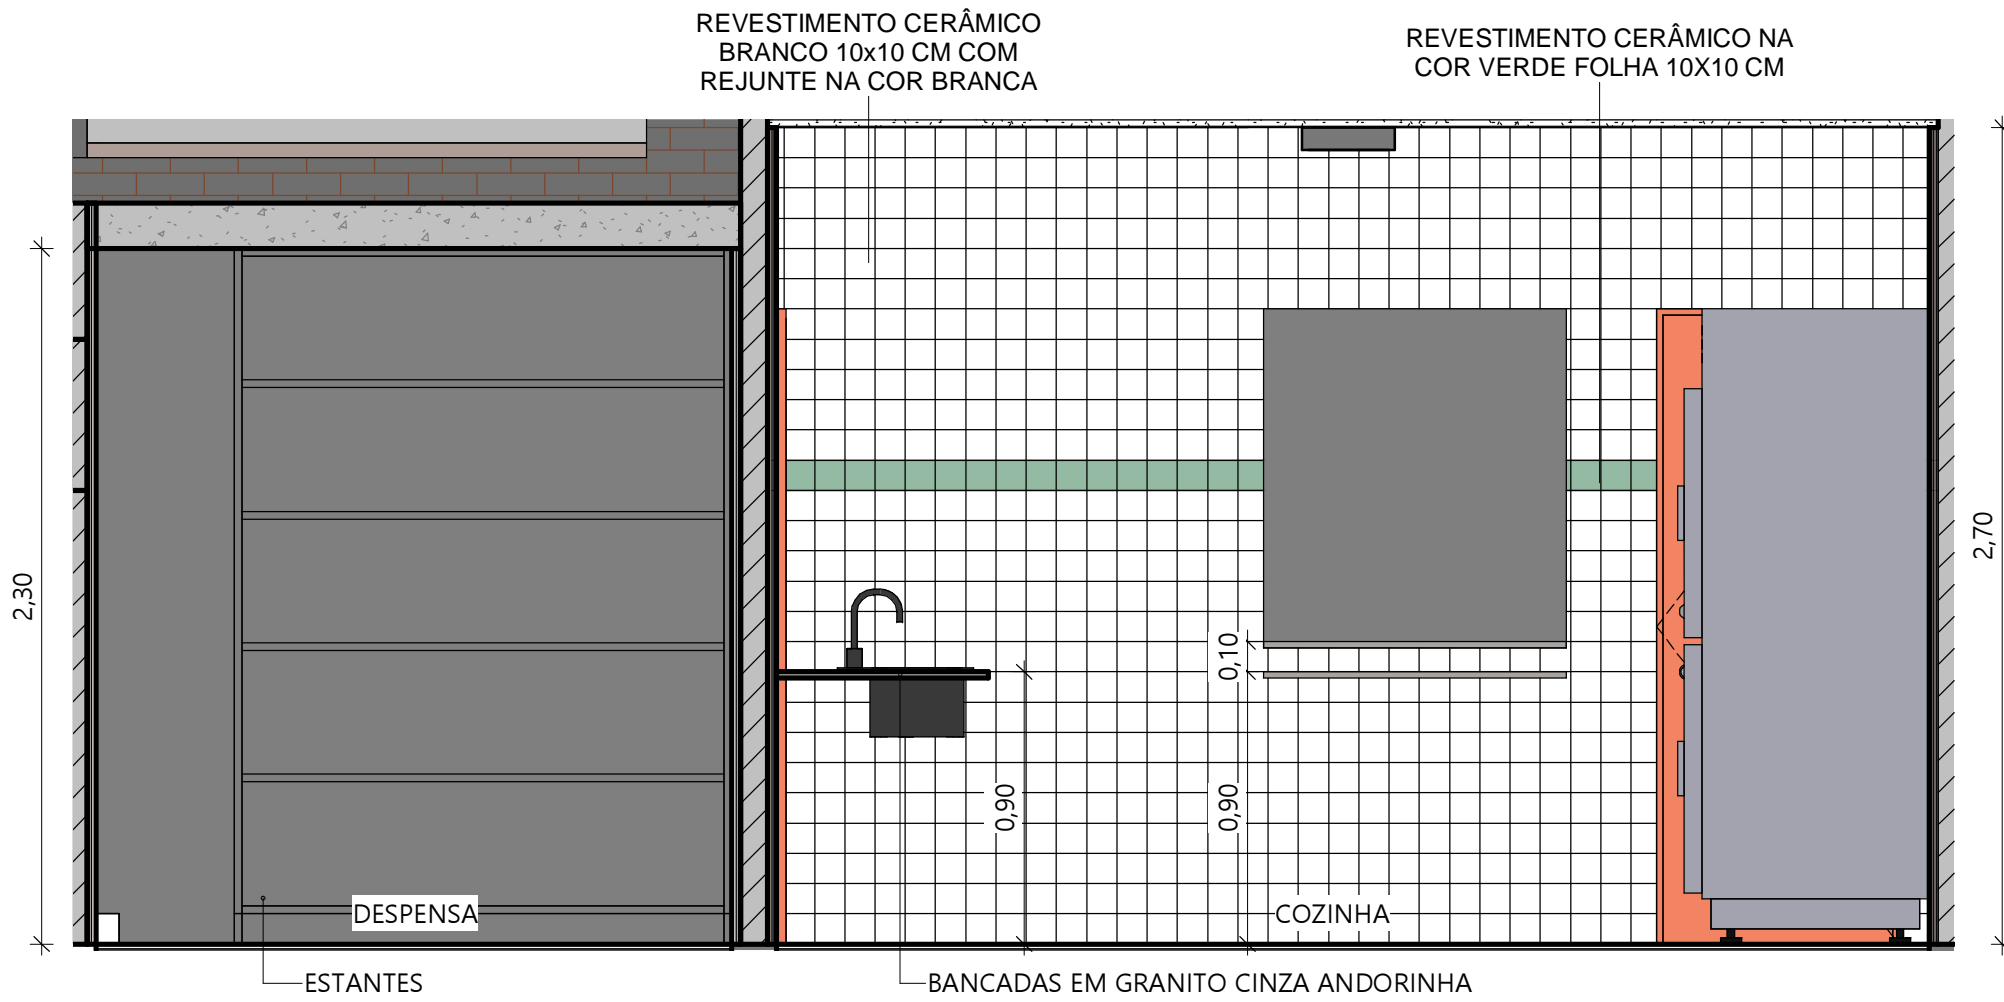 REVESTIMENTO CERÂMICO
BRANCO 10x10 CM COM
REJUNTE NA COR BRANCA
REVESTIMENTO CERÂMICO NA
COR VERDE FOLHA 10X10 CM
2,30
2,70
0,10
0,90
0,90
DESPENSA
COZINHA
ESTANTES
BANCADAS EM GRANITO CINZA ANDORINHA